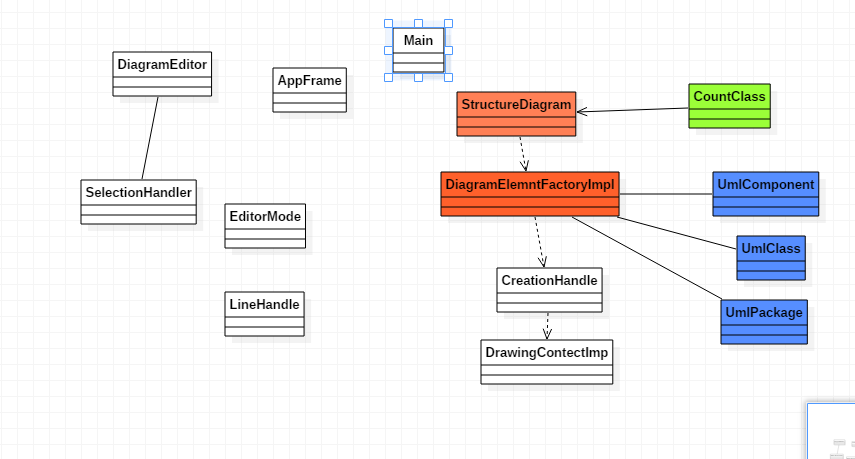 Main
DiagramEditor
AppFrame
StructureDiagram
CountClass
SelectionHandler
DiagramElemntFactoryImpl
UmlComponent
EditorMode
UmlClass
CreationHandle
LineHandle
UmlPackage
DrawingContectImp